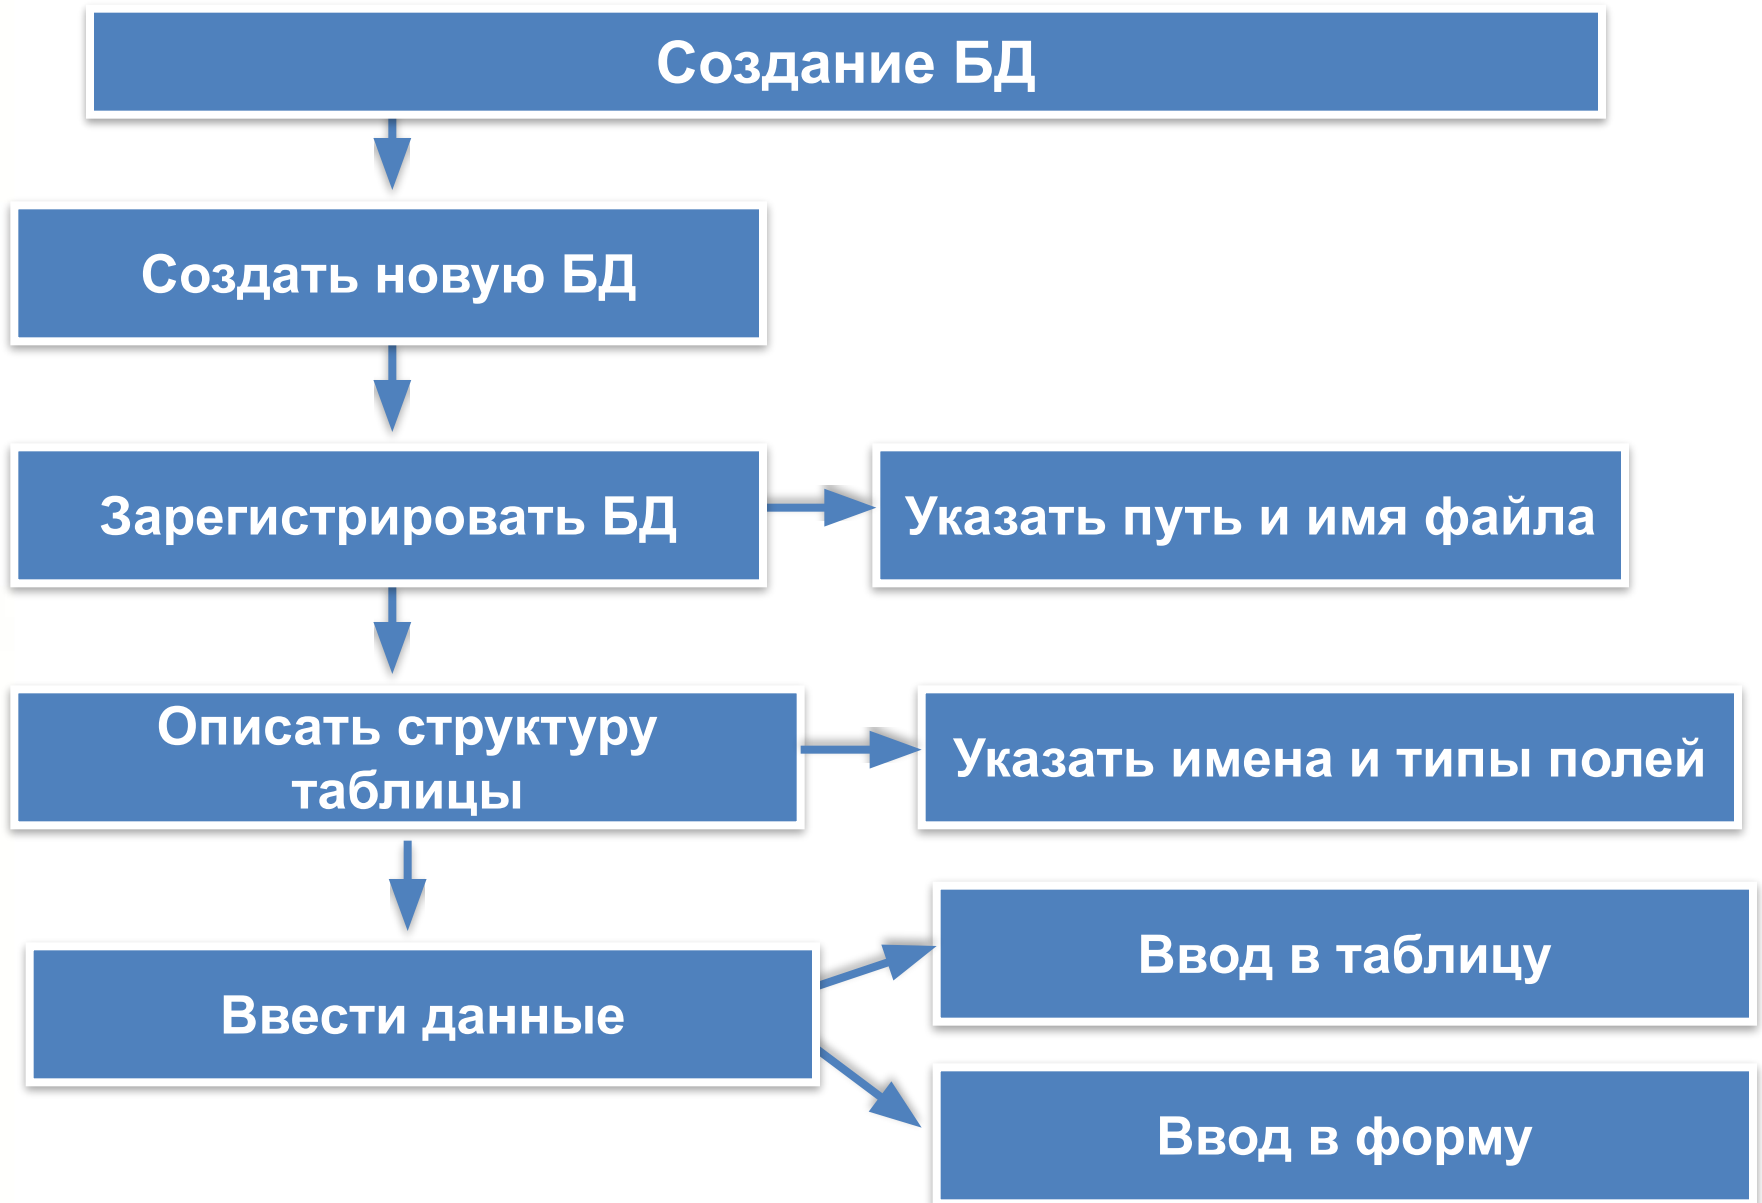 Создание БД
Создать новую БД
Зарегистрировать БД
Указать путь и имя файла
Описать структуру
таблицы
Указать имена и типы полей
Ввести данные
Ввод в таблицу
Ввод в форму